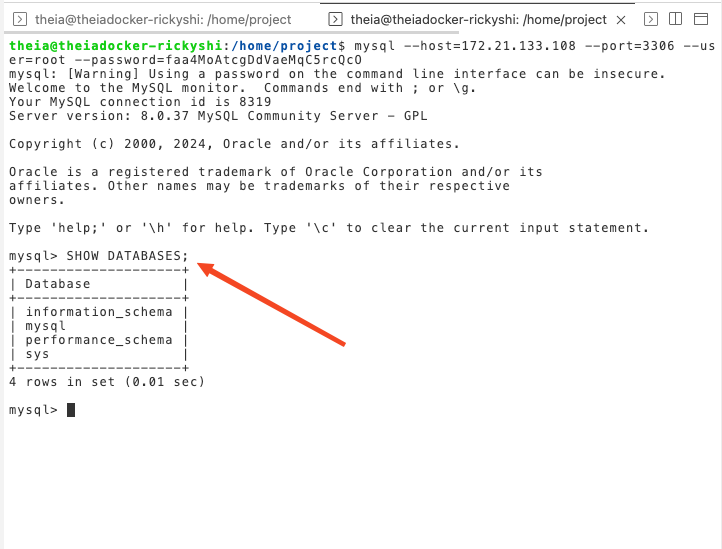 theia@theiadocker-rickyshi: /home/project
theia@theiadocker-rickyshi: /home/project
theia@theiadocker-rickyshi:/home/project$ mysql --host=172.21.133.108 --port=3306 --us
er=root --password=faa4MoAtcgDdVaeMqC5rcQcO
mysql: [Warning] Using a password on the command line interface can be insecure.
Welcome to the MySQL monitor.  Commands end with ; or \g.
Your MySQL connection id is 8319
Server version: 8.0.37 MySQL Community Server - GPL
Copyright (c) 2000, 2024, Oracle and/or its affiliates.
Oracle is a registered trademark of Oracle Corporation and/or its
affiliates. Other names may be trademarks of their respective
owners.
Type 'help;' or '\h' for help. Type '\c' to clear the current input statement.
mysql> SHOW DATABASES;
+--------------------+
| Database           |
+--------------------+
| information_schema |
| mysql              |
| performance_schema |
| sys                |
+--------------------+
4 rows in set (0.01 sec)
mysql>